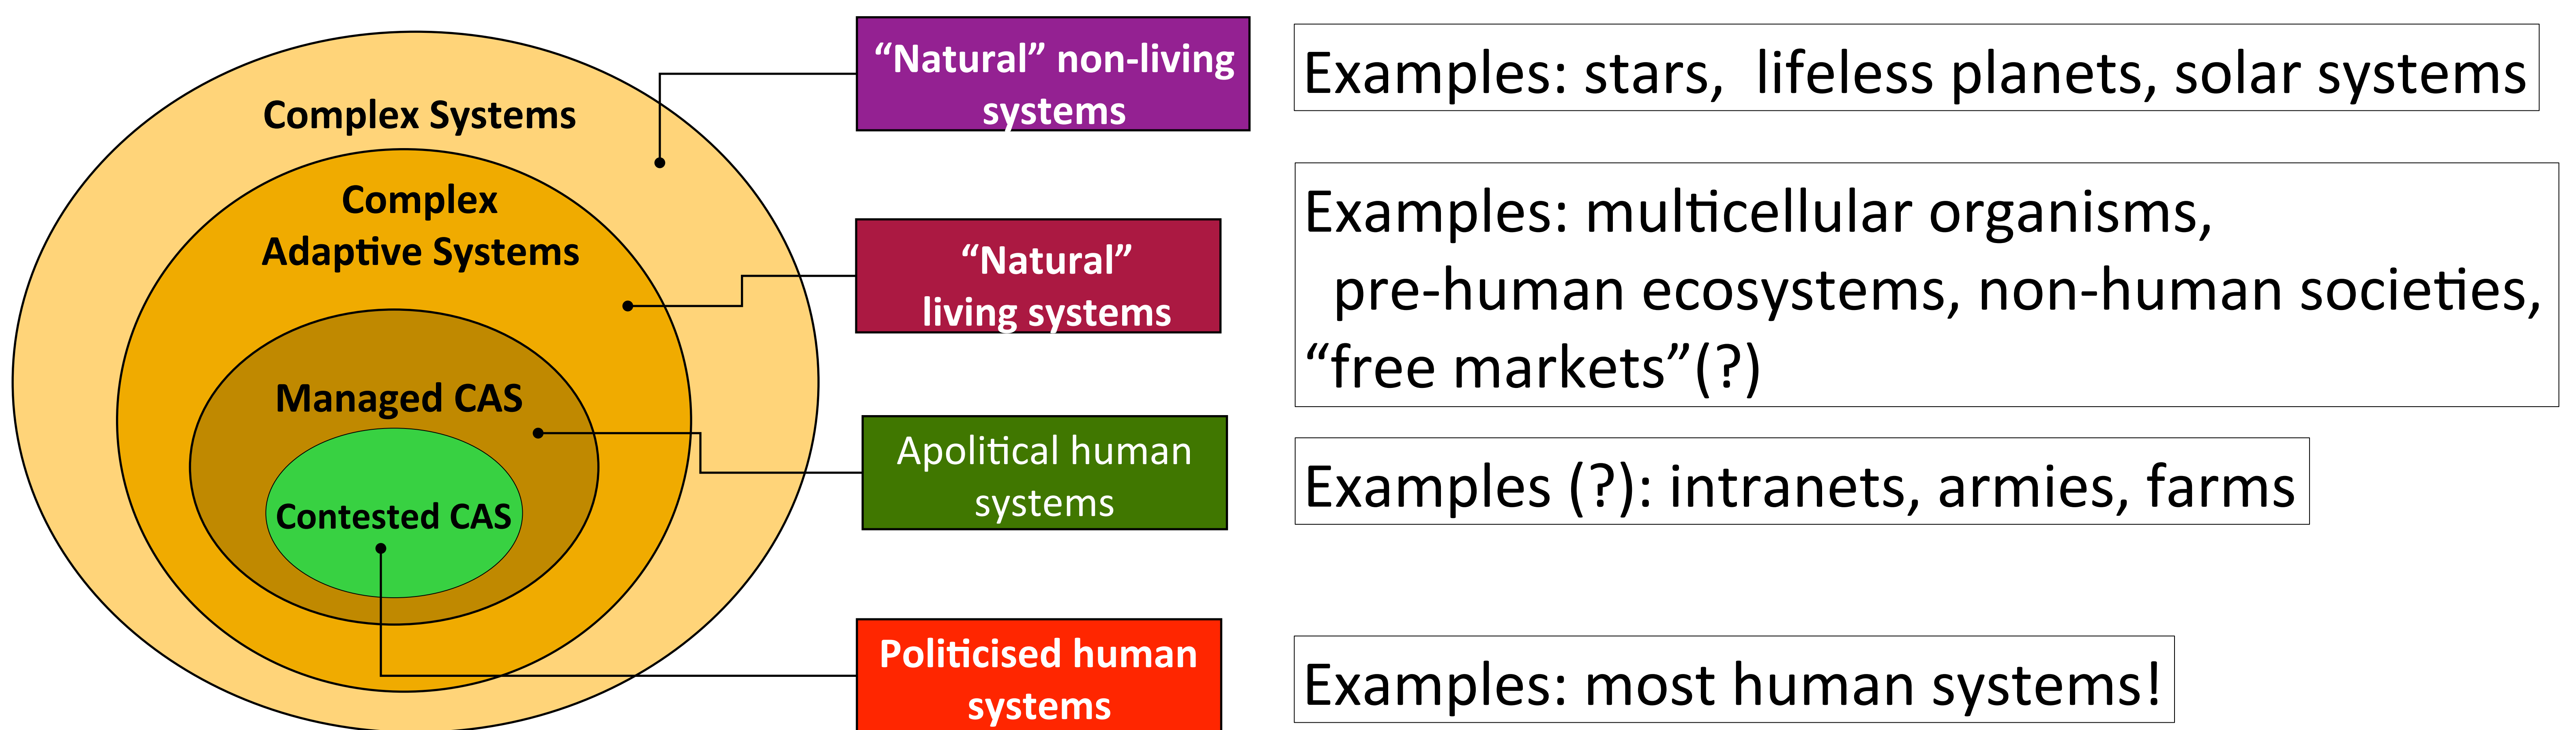 Complex Systems
Complex
Adaptive Systems
Managed CAS
Contested CAS
“Natural” non-living
systems
Examples: stars,  lifeless planets, solar systems
“Natural”
living systems
Examples: multicellular organisms,
pre-human ecosystems, non-human societies,
“free markets”(?)
Apolitical human
systems
Examples (?): intranets, armies, farms
Politicised human
systems
Examples: most human systems!